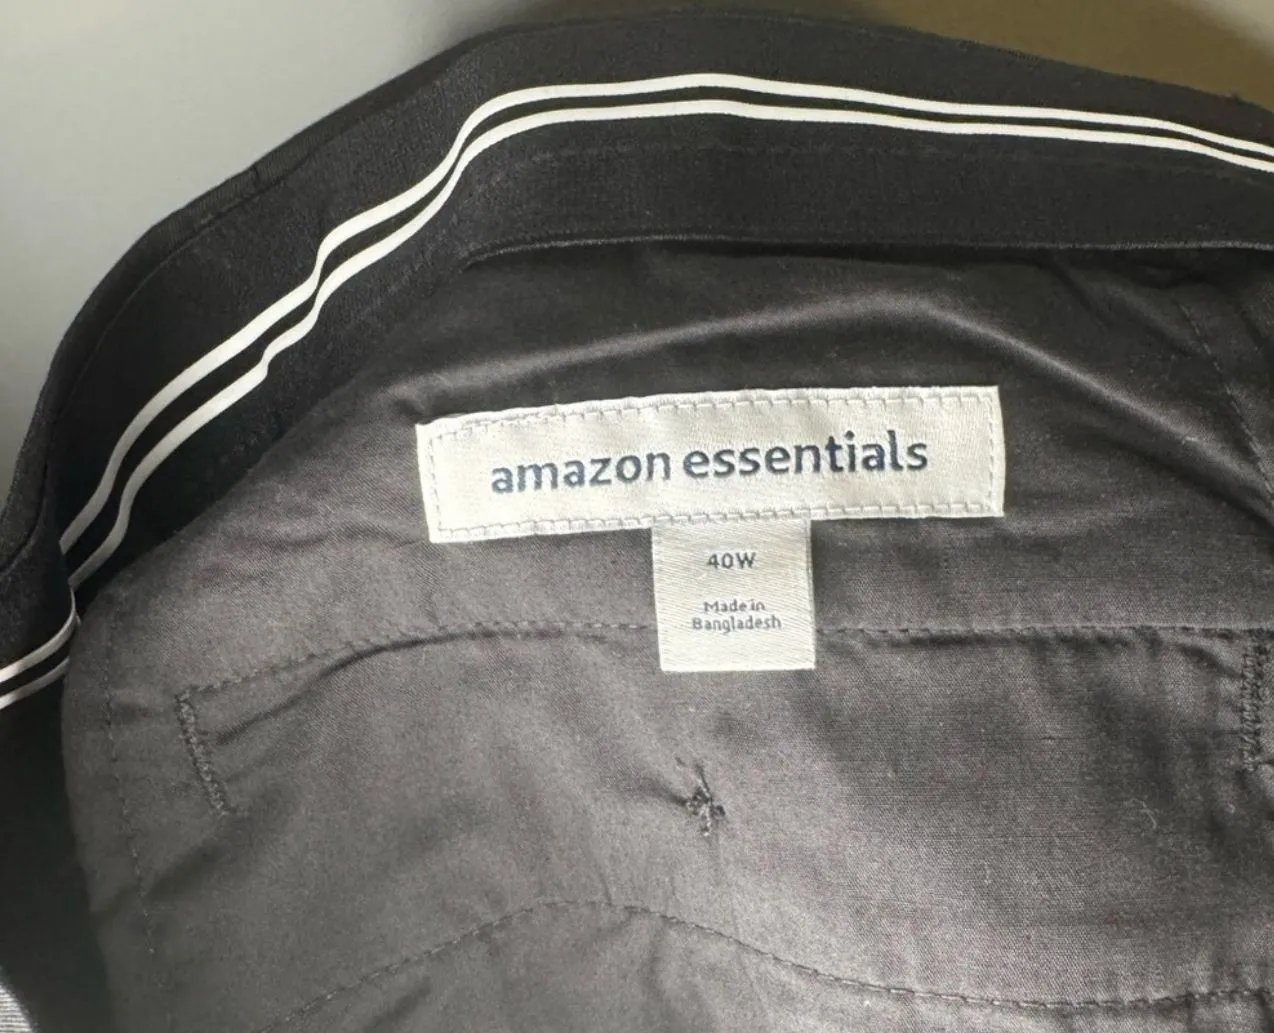 amazon essentials
40W
Made in
Bangladesh